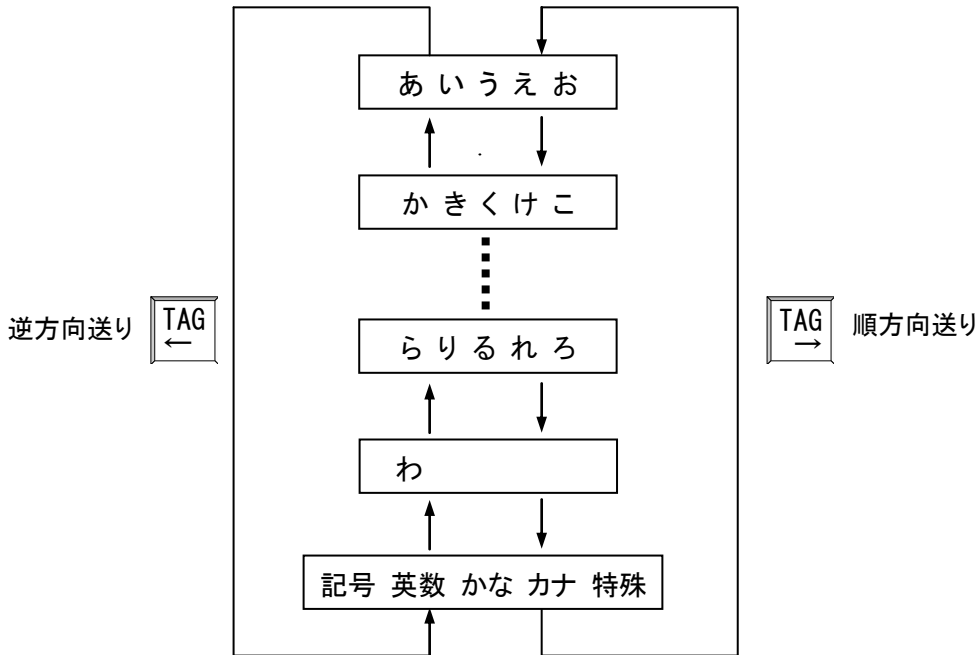 あ い う え お
か き く け こ
逆方向送り TAG ← TAG → 順方向送り
ら り る れ ろ
わ
記号 英数 かな カナ 特殊